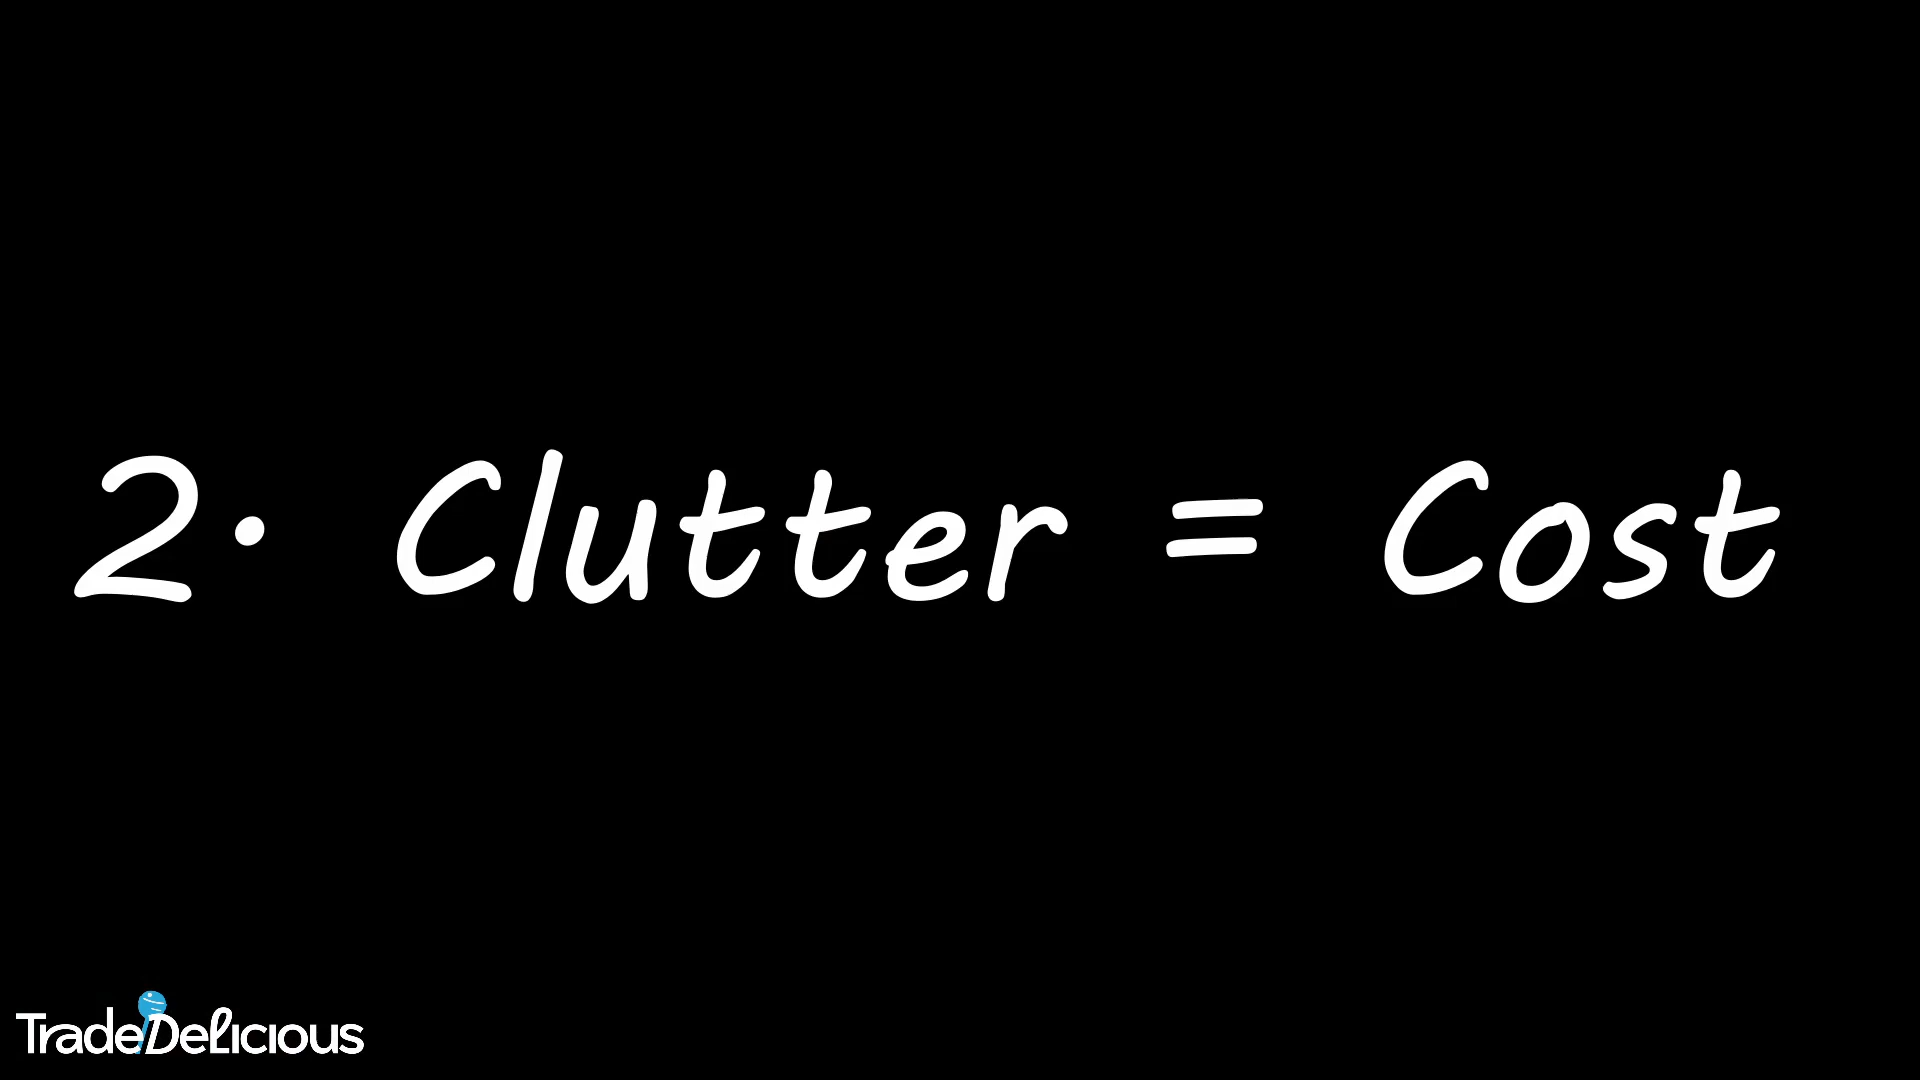 2. Clutter = Cost
TradeDelicious